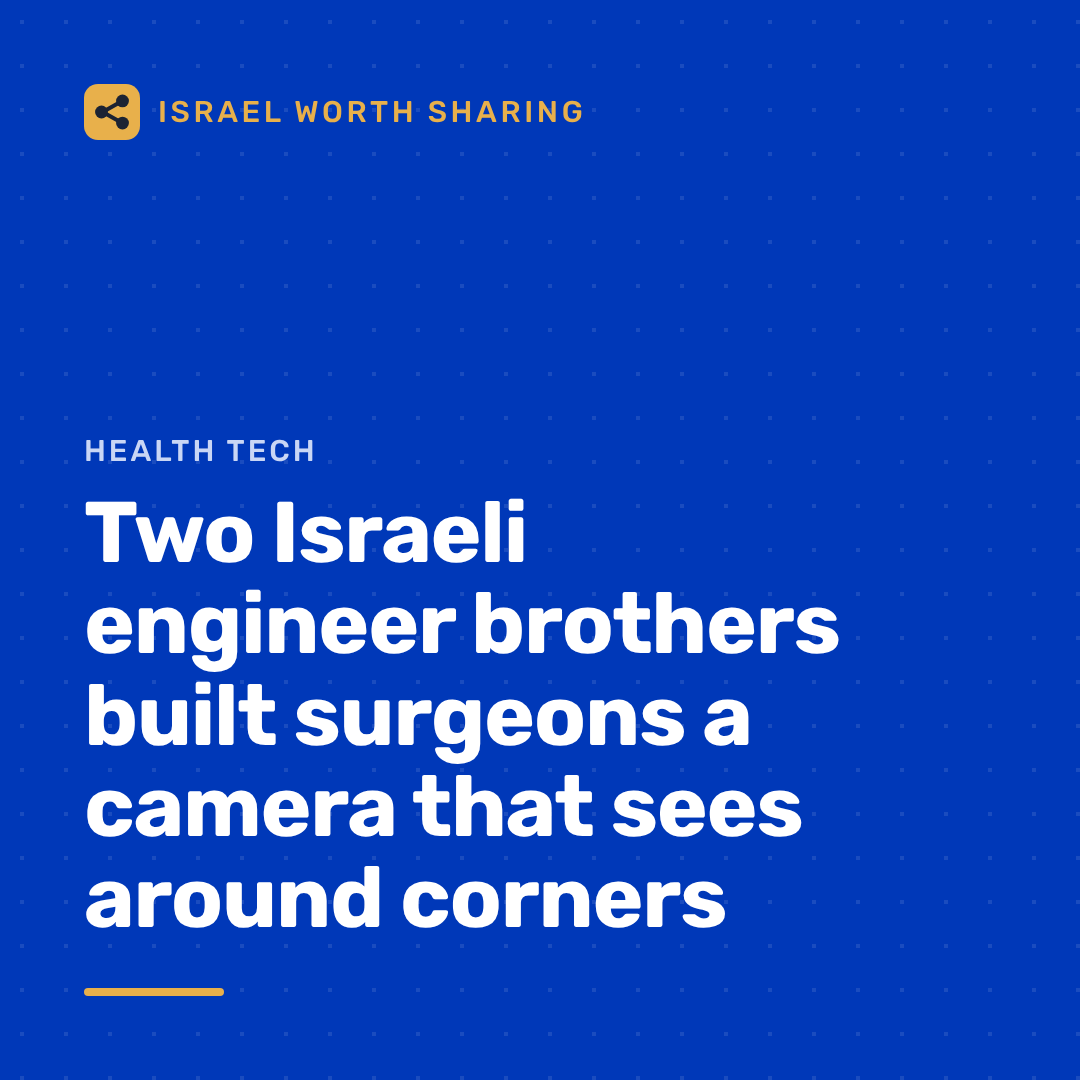 ISRAEL WORTH SHARING
HEALTH TECH
Two Israeli
engineer brothers
built surgeons a
camera that sees
around corners